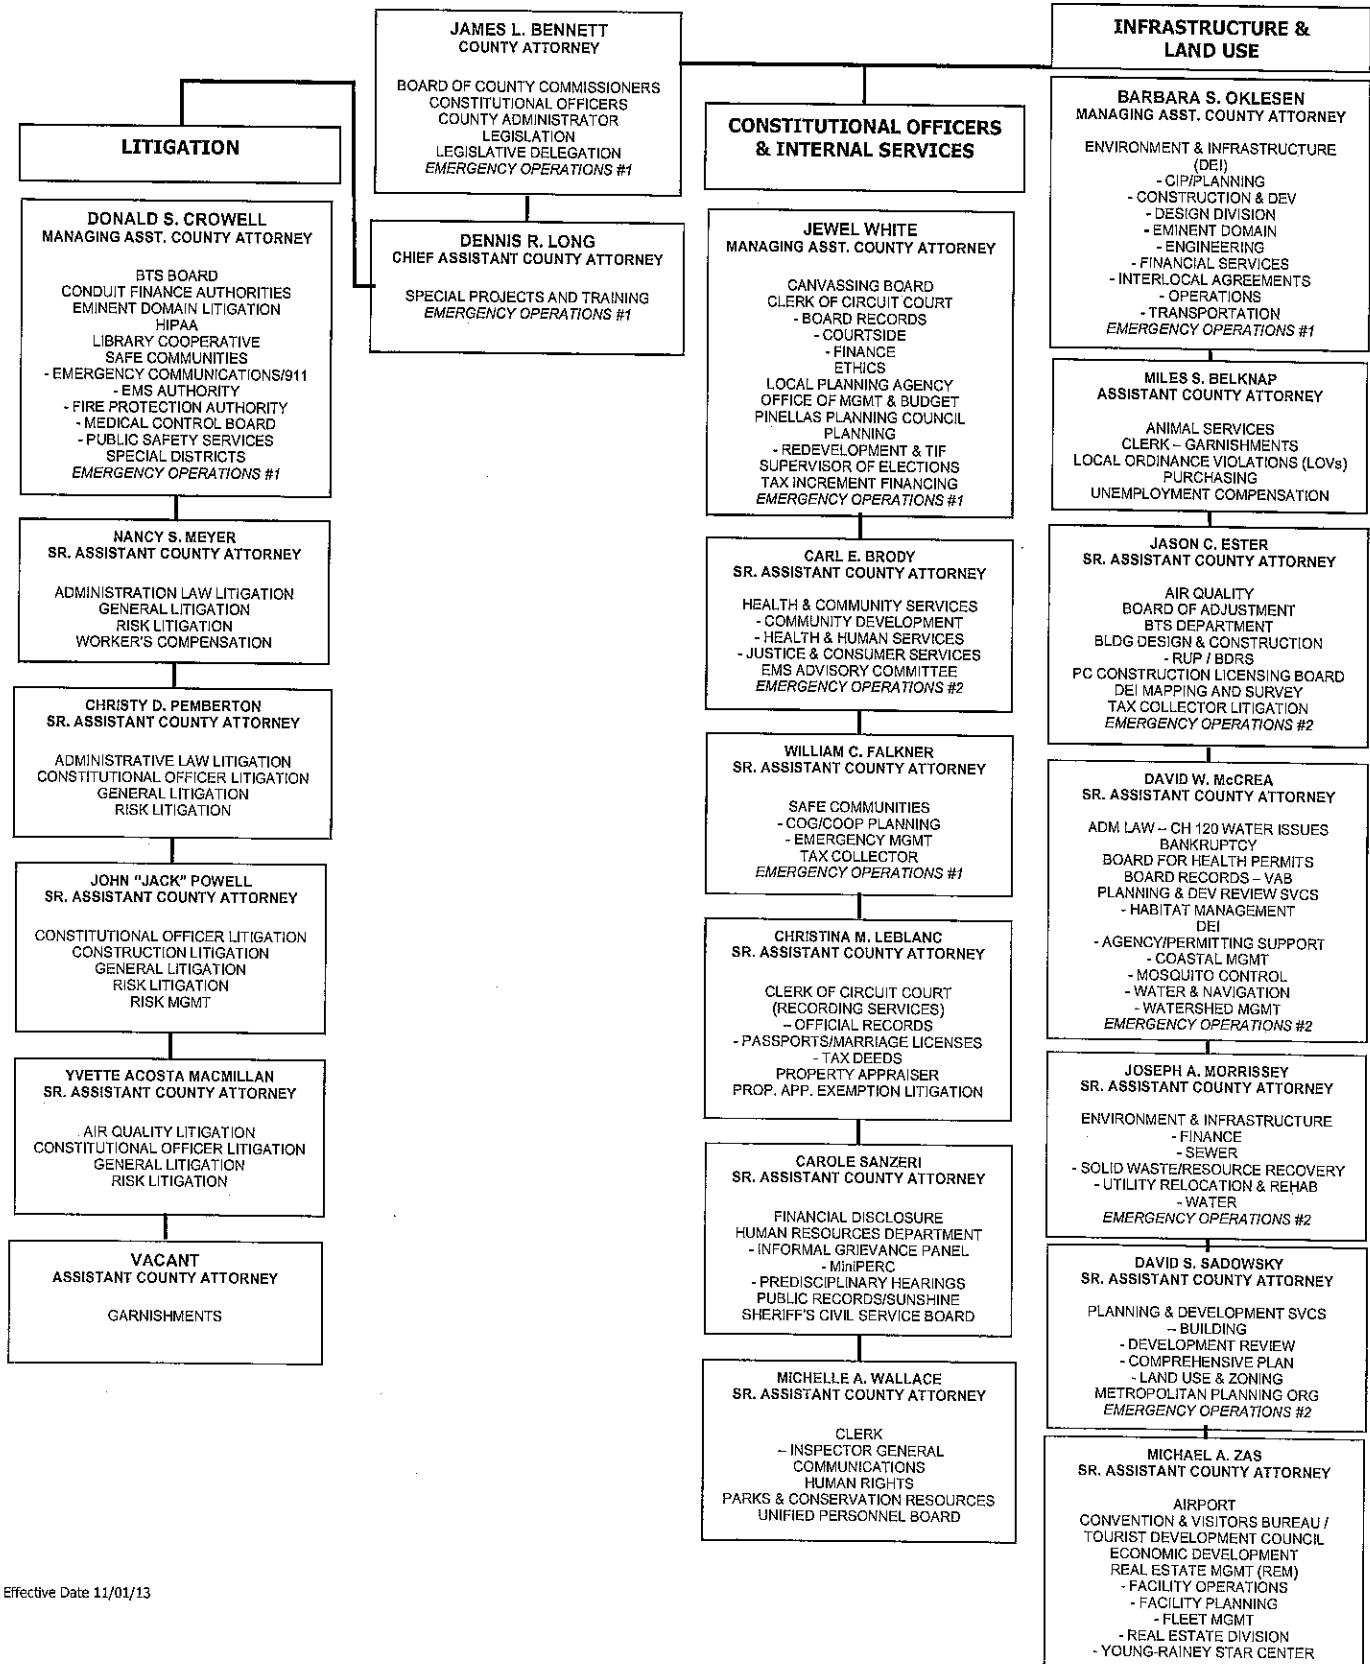 JAMES L. BENNETT
COUNTY ATTORNEY
BOARD OF COUNTY COMMISSIONERS
CONSTITUTIONAL OFFICERS
COUNTY ADMINISTRATOR
LEGISLATION
LEGISLATIVE DELEGATION
EMERGENCY OPERATIONS #1
DENNIS R. LONG
CHIEF ASSISTANT COUNTY ATTORNEY
SPECIAL PROJECTS AND TRAINING
EMERGENCY OPERATIONS #1
LITIGATION
DONALD S. CROWELL
MANAGING ASST. COUNTY ATTORNEY
BTS BOARD
CONDUIT FINANCE AUTHORITIES
EMINENT DOMAIN LITIGATION
HIPAA
LIBRARY COOPERATIVE
SAFE COMMUNITIES
- EMERGENCY COMMUNICATIONS/911
- EMS AUTHORITY
- FIRE PROTECTION AUTHORITY
- MEDICAL CONTROL BOARD
- PUBLIC SAFETY SERVICES
SPECIAL DISTRICTS
EMERGENCY OPERATIONS #1
NANCY S. MEYER
SR. ASSISTANT COUNTY ATTORNEY
ADMINISTRATION LAW LITIGATION
GENERAL LITIGATION
RISK LITIGATION
WORKER'S COMPENSATION
CHRISTY D. PEMBERTON
SR. ASSISTANT COUNTY ATTORNEY
ADMINISTRATIVE LAW LITIGATION
CONSTITUTIONAL OFFICER LITIGATION
GENERAL LITIGATION
RISK LITIGATION
JOHN "JACK" POWELL
SR. ASSISTANT COUNTY ATTORNEY
CONSTITUTIONAL OFFICER LITIGATION
CONSTRUCTION LITIGATION
GENERAL LITIGATION
RISK LITIGATION
RISK MGMT
YVETTE ACOSTA MACMILLAN
SR. ASSISTANT COUNTY ATTORNEY
AIR QUALITY LITIGATION
CONSTITUTIONAL OFFICER LITIGATION
GENERAL LITIGATION
RISK LITIGATION
VACANT
ASSISTANT COUNTY ATTORNEY
GARNISHMENTS
CONSTITUTIONAL OFFICERS
& INTERNAL SERVICES
JEWEL WHITE
MANAGING ASST. COUNTY ATTORNEY
CANVASSING BOARD
CLERK OF CIRCUIT COURT
- BOARD RECORDS
- COURTSIDE
- FINANCE
ETHICS
LOCAL PLANNING AGENCY
OFFICE OF MGMT & BUDGET
PINELLAS PLANNING COUNCIL
PLANNING
- REDEVELOPMENT & TIF
SUPERVISOR OF ELECTIONS
TAX INCREMENT FINANCING
EMERGENCY OPERATIONS #1
CARL E. BRODY
SR. ASSISTANT COUNTY ATTORNEY
HEALTH & COMMUNITY SERVICES
- COMMUNITY DEVELOPMENT
- HEALTH & HUMAN SERVICES
- JUSTICE & CONSUMER SERVICES
EMS ADVISORY COMMITTEE
EMERGENCY OPERATIONS #2
WILLIAM C. FALKNER
SR. ASSISTANT COUNTY ATTORNEY
SAFE COMMUNITIES
- COG/COOP PLANNING
- EMERGENCY MGMT
TAX COLLECTOR
EMERGENCY OPERATIONS #1
CHRISTINA M. LEBLANC
SR. ASSISTANT COUNTY ATTORNEY
CLERK OF CIRCUIT COURT
(RECORDING SERVICES)
– OFFICIAL RECORDS
- PASSPORTS/MARRIAGE LICENSES
- TAX DEEDS
PROPERTY APPRAISER
PROP. APP. EXEMPTION LITIGATION
CAROLE SANZERI
SR. ASSISTANT COUNTY ATTORNEY
FINANCIAL DISCLOSURE
HUMAN RESOURCES DEPARTMENT
- INFORMAL GRIEVANCE PANEL
- MiniPERC
- PREDISCIPLINARY HEARINGS
PUBLIC RECORDS/SUNSHINE
SHERIFF'S CIVIL SERVICE BOARD
MICHELLE A. WALLACE
SR. ASSISTANT COUNTY ATTORNEY
CLERK
– INSPECTOR GENERAL
COMMUNICATIONS
HUMAN RIGHTS
PARKS & CONSERVATION RESOURCES
UNIFIED PERSONNEL BOARD
INFRASTRUCTURE &
LAND USE
BARBARA S. OKLESEN
MANAGING ASST. COUNTY ATTORNEY
ENVIRONMENT & INFRASTRUCTURE
(DEI)
- CIP/PLANNING
- CONSTRUCTION & DEV
- DESIGN DIVISION
- EMINENT DOMAIN
- ENGINEERING
- FINANCIAL SERVICES
- INTERLOCAL AGREEMENTS
- OPERATIONS
- TRANSPORTATION
EMERGENCY OPERATIONS #1
MILES S. BELKNAP
ASSISTANT COUNTY ATTORNEY
ANIMAL SERVICES
CLERK – GARNISHMENTS
LOCAL ORDINANCE VIOLATIONS (LOVs)
PURCHASING
UNEMPLOYMENT COMPENSATION
JASON C. ESTER
SR. ASSISTANT COUNTY ATTORNEY
AIR QUALITY
BOARD OF ADJUSTMENT
BTS DEPARTMENT
BLDG DESIGN & CONSTRUCTION
- RUP / BDRS
PC CONSTRUCTION LICENSING BOARD
DEI MAPPING AND SURVEY
TAX COLLECTOR LITIGATION
EMERGENCY OPERATIONS #2
DAVID W. McCREA
SR. ASSISTANT COUNTY ATTORNEY
ADM LAW – CH 120 WATER ISSUES
BANKRUPTCY
BOARD FOR HEALTH PERMITS
BOARD RECORDS – VAB
PLANNING & DEV REVIEW SVCS
- HABITAT MANAGEMENT
DEI
- AGENCY/PERMITTING SUPPORT
- COASTAL MGMT
- MOSQUITO CONTROL
- WATER & NAVIGATION
- WATERSHED MGMT
EMERGENCY OPERATIONS #2
JOSEPH A. MORRISSEY
SR. ASSISTANT COUNTY ATTORNEY
ENVIRONMENT & INFRASTRUCTURE
- FINANCE
- SEWER
- SOLID WASTE/RESOURCE RECOVERY
- UTILITY RELOCATION & REHAB
- WATER
EMERGENCY OPERATIONS #2
DAVID S. SADOWSKY
SR. ASSISTANT COUNTY ATTORNEY
PLANNING & DEVELOPMENT SVCS
– BUILDING
- DEVELOPMENT REVIEW
- COMPREHENSIVE PLAN
- LAND USE & ZONING
METROPOLITAN PLANNING ORG
EMERGENCY OPERATIONS #2
MICHAEL A. ZAS
SR. ASSISTANT COUNTY ATTORNEY
AIRPORT
CONVENTION & VISITORS BUREAU /
TOURIST DEVELOPMENT COUNCIL
ECONOMIC DEVELOPMENT
REAL ESTATE MGMT (REM)
- FACILITY OPERATIONS
- FACILITY PLANNING
- FLEET MGMT
- REAL ESTATE DIVISION
- YOUNG-RAINEY STAR CENTER
Effective Date 11/01/13